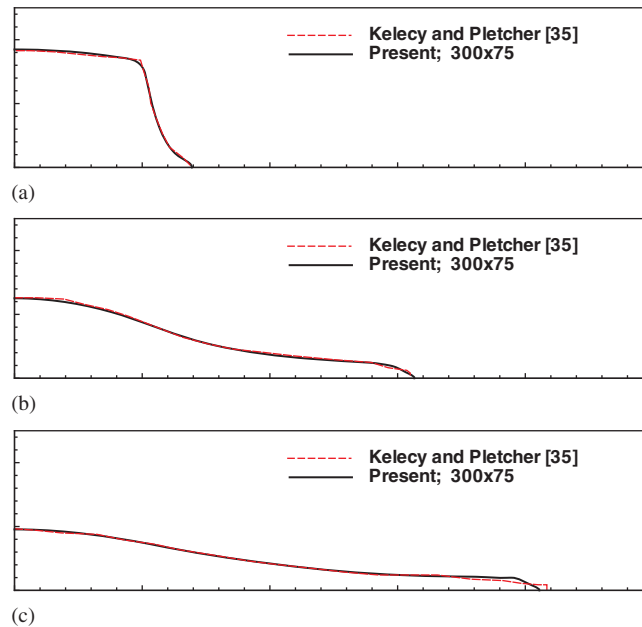 Kelecy and Pletcher [35]
Present; 300x75
(a)
Kelecy and Pletcher [35]
Present; 300x75
(b)
Kelecy and Pletcher [35]
Present; 300x75
(c)